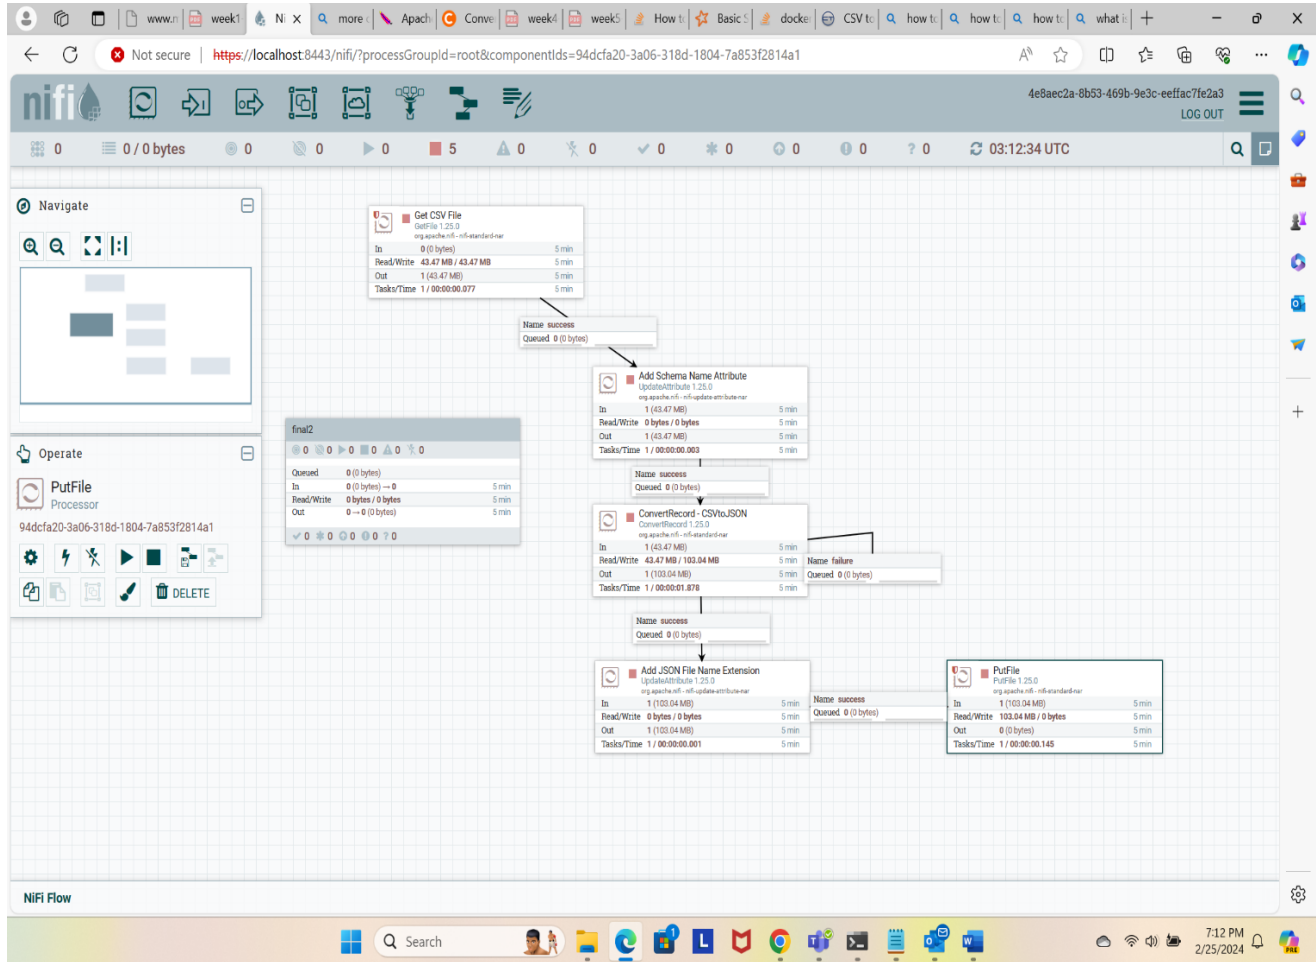 www.n
week1
Ni
more c
Apach
Conve
week4
week5
How to
Basic S
docke
CSV to
how to
how to
how to
what is
Not secure
https://localhost:8443/nifi/?processGroupId=root&componentIds=94dcfa20-3a06-318d-1804-7a853f2814a1
nifi
4e8aec2a-8b53-469b-9e3c-eeffac7fe2a3
LOG OUT
0
0 / 0 bytes
0
0
0
5
0
0
0
0
0
0
? 0
03:12:34 UTC
Navigate
Operate
PutFile
Processor
94dcfa20-3a06-318d-1804-7a853f2814a1
DELETE
Get CSV File
GetFile 1.25.0
org.apache.nifi - nifi-standard-nar
In 0 (0 bytes) 5 min
Read/Write 43.47 MB / 43.47 MB 5 min
Out 1 (43.47 MB) 5 min
Tasks/Time 1 / 00:00:00.077 5 min
Name success
Queued 0 (0 bytes)
Add Schema Name Attribute
UpdateAttribute 1.25.0
org.apache.nifi - nifi-update-attribute-nar
In 1 (43.47 MB) 5 min
Read/Write 0 bytes / 0 bytes 5 min
Out 1 (43.47 MB) 5 min
Tasks/Time 1 / 00:00:00.003 5 min
Name success
Queued 0 (0 bytes)
final2
0 0 0 0 0 0
Queued 0 (0 bytes)
In 0 (0 bytes) → 0 5 min
Read/Write 0 bytes / 0 bytes 5 min
Out 0 → 0 (0 bytes) 5 min
0 0 0 0 ? 0
ConvertRecord - CSVtoJSON
ConvertRecord 1.25.0
org.apache.nifi - nifi-standard-nar
In 1 (43.47 MB) 5 min
Read/Write 43.47 MB / 103.04 MB 5 min
Out 1 (103.04 MB) 5 min
Tasks/Time 1 / 00:00:01.878 5 min
Name failure
Queued 0 (0 bytes)
Name success
Queued 0 (0 bytes)
Add JSON File Name Extension
UpdateAttribute 1.25.0
org.apache.nifi - nifi-update-attribute-nar
In 1 (103.04 MB) 5 min
Read/Write 0 bytes / 0 bytes 5 min
Out 1 (103.04 MB) 5 min
Tasks/Time 1 / 00:00:00.001 5 min
Name success
Queued 0 (0 bytes)
PutFile
PutFile 1.25.0
org.apache.nifi - nifi-standard-nar
In 1 (103.04 MB) 5 min
Read/Write 103.04 MB / 0 bytes 5 min
Out 0 (0 bytes) 5 min
Tasks/Time 1 / 00:00:00.145 5 min
NiFi Flow
Search
7:12 PM
2/25/2024